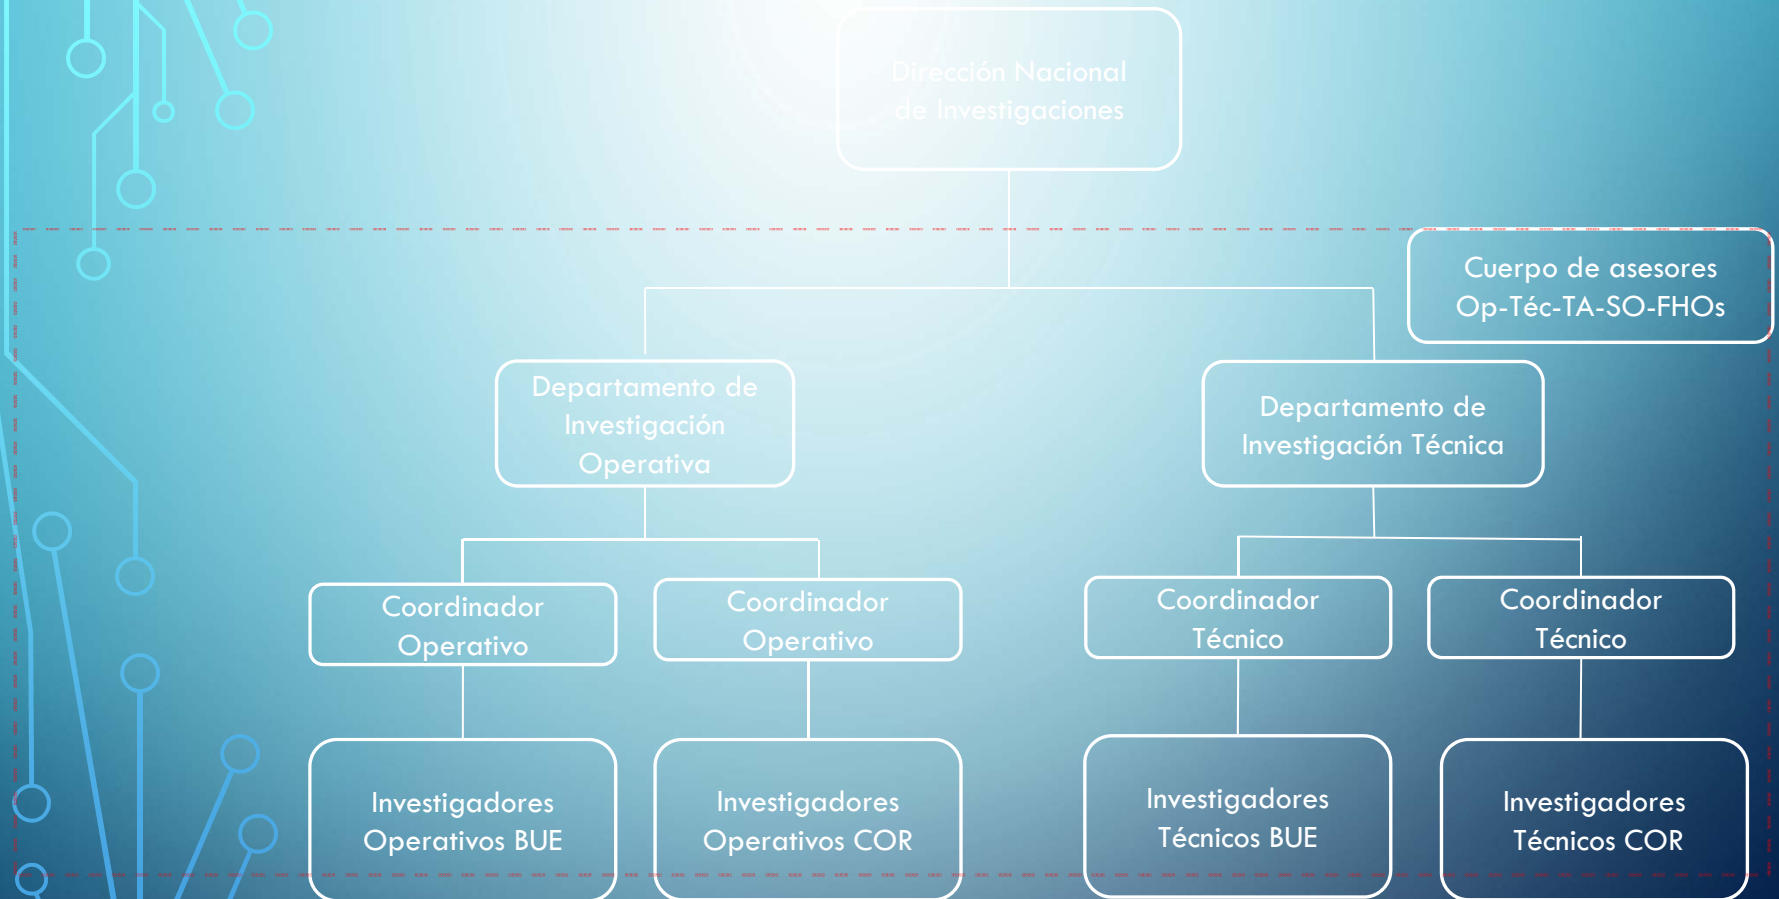 Dirección Nacional
de Investigaciones
Cuerpo de asesores
Op-Téc-TA-SO-FHOs
Departamento de
Investigación
Operativa
Departamento de
Investigación Técnica
Coordinador
Operativo
Coordinador
Operativo
Coordinador
Técnico
Coordinador
Técnico
Investigadores
Operativos BUE
Investigadores
Operativos COR
Investigadores
Técnicos BUE
Investigadores
Técnicos COR